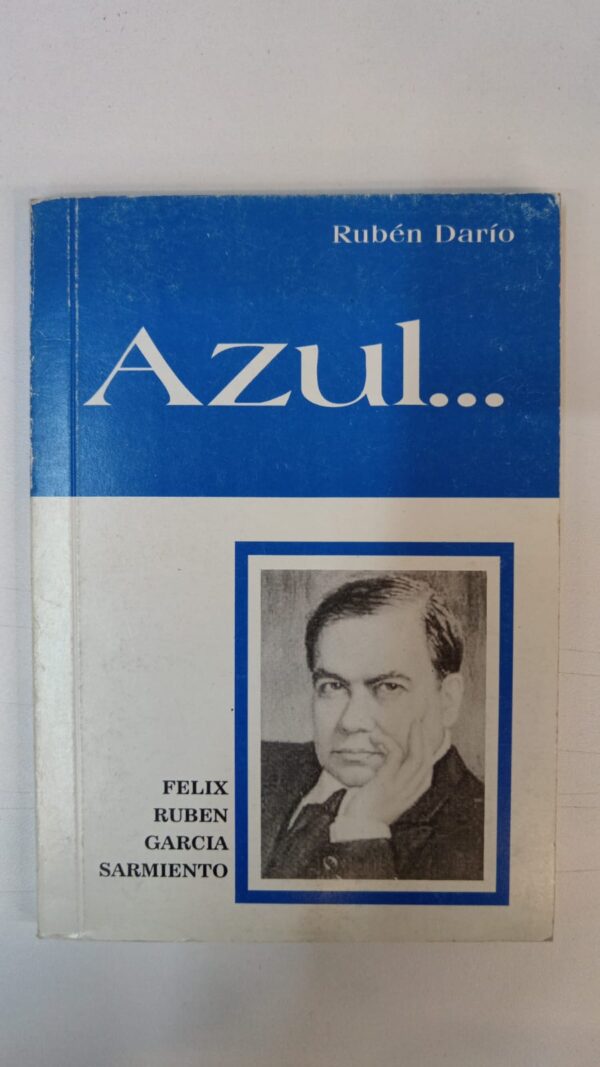 Rubén Darío
Azul...
FELIX
RUBEN
GARCIA
SARMIENTO